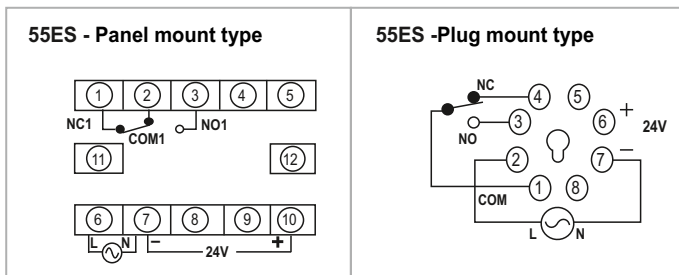 55ES - Panel mount type
1 2 3 4 5
NC1 COM1 NO1
11 12
6 7 8 9 10
L N - 24V +
55ES -Plug mount type
NC 4 5
3 6 + 24V
NO
2 7 -
COM 1 8
L N